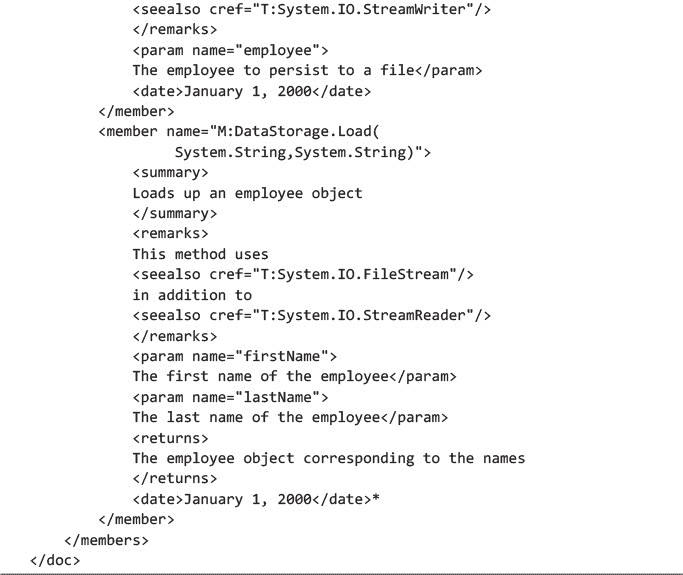 <seealso cref="T:System.IO.StreamWriter"/>
</remarks>
<param name="employee">
The employee to persist to a file</param>
<date>January 1, 2000</date>
</member>
<member name="M:DataStorage.Load(
System.String,System.String)">
<summary>
Loads up an employee object
</summary>
<remarks>
This method uses
<seealso cref="T:System.IO.FileStream"/>
in addition to
<seealso cref="T:System.IO.StreamReader"/>
</remarks>
<param name="firstName">
The first name of the employee</param>
<param name="lastName">
The last name of the employee</param>
<returns>
The employee object corresponding to the names
</returns>
<date>January 1, 2000</date>*
</member>
</members>
</doc>